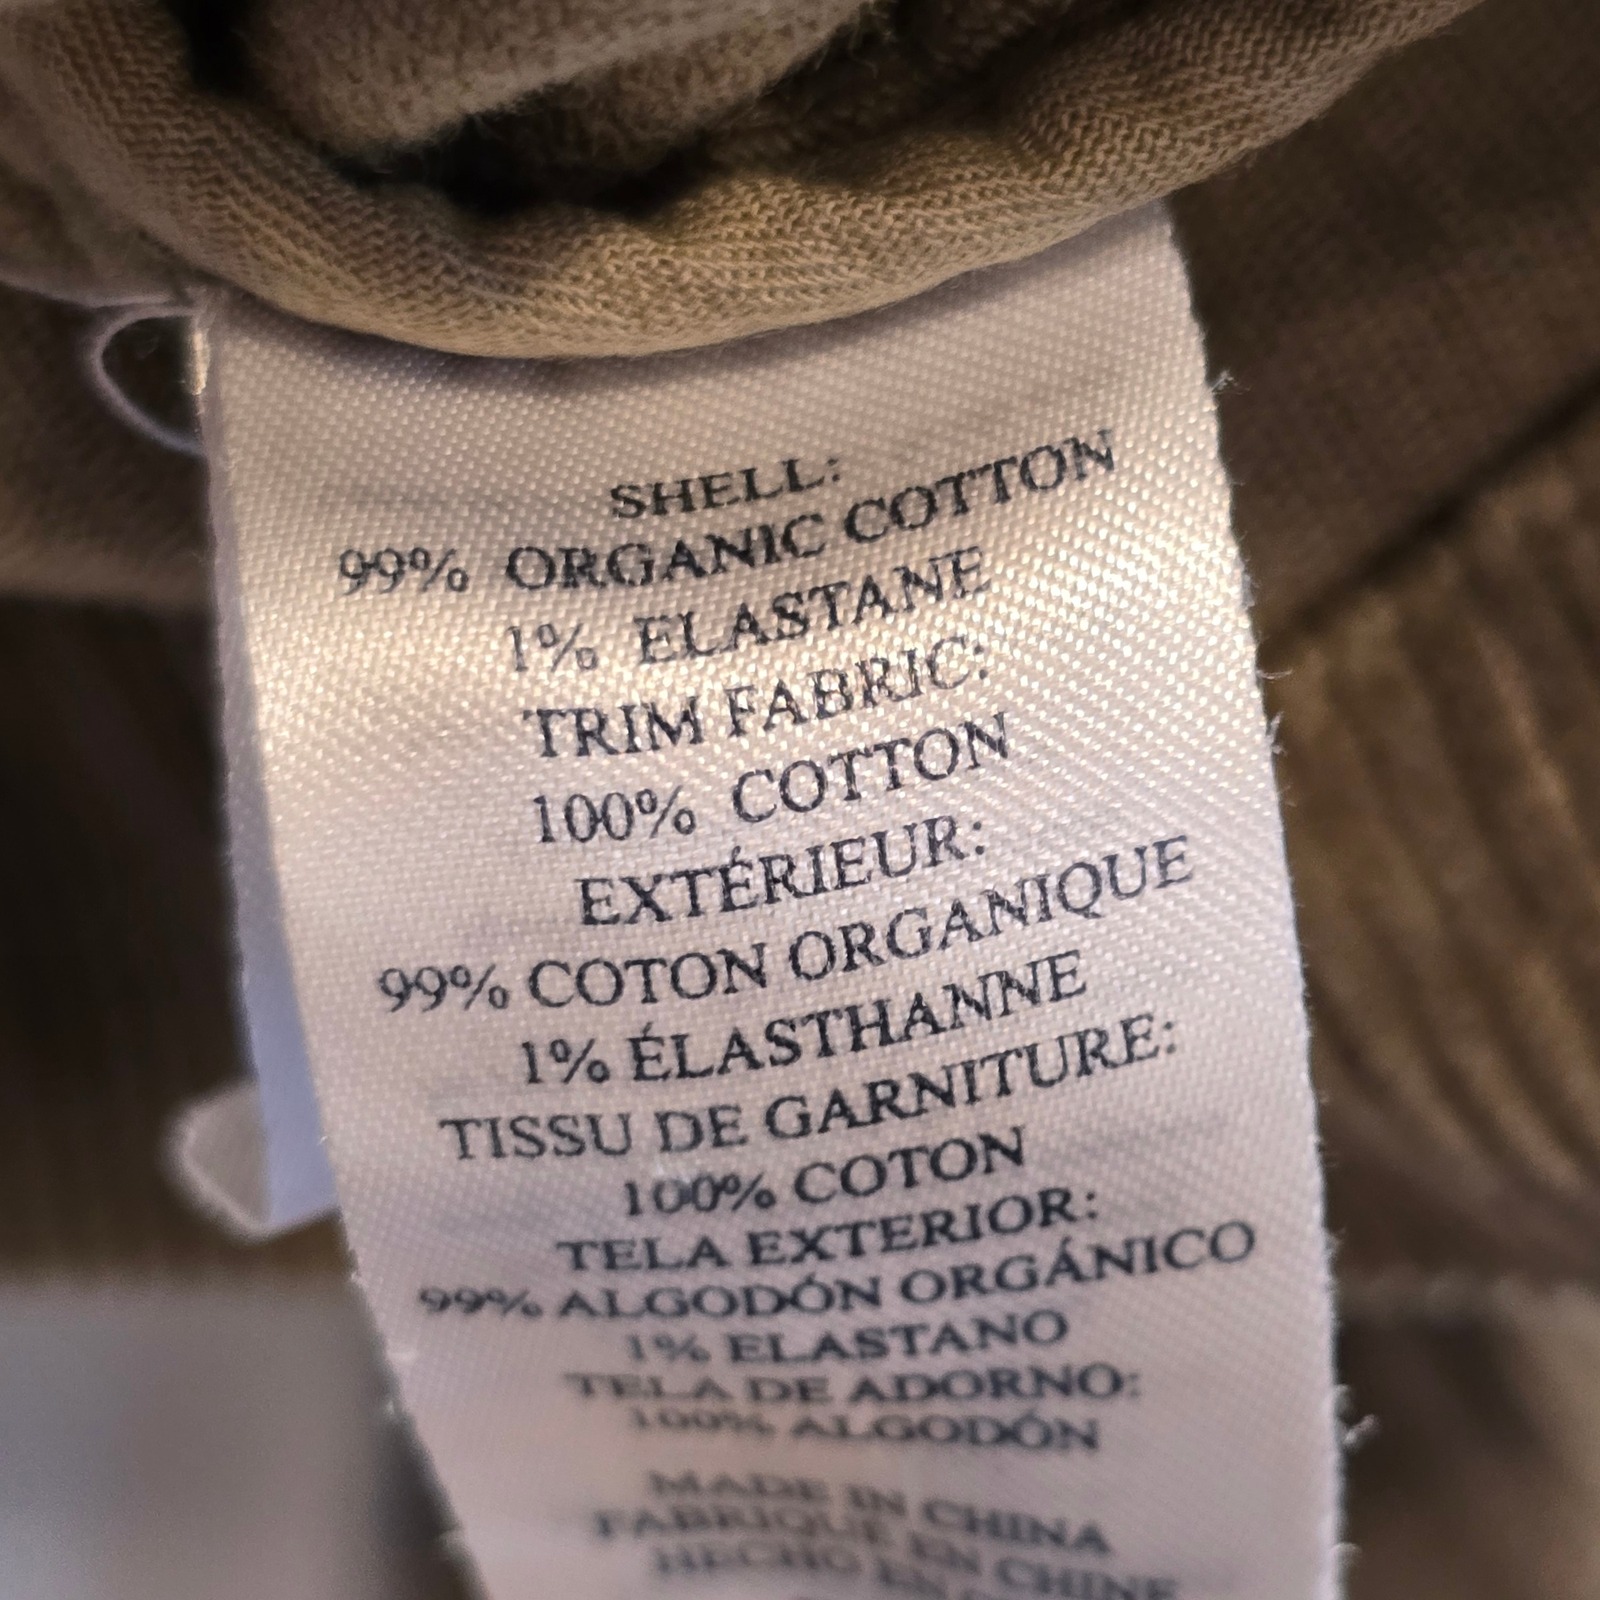 SHELL:
99% ORGANIC COTTON
1% ELASTANE
TRIM FABRIC:
100% COTTON
EXTÉRIEUR:
99% COTON ORGANIQUE
1% ÉLASTHANNE
TISSU DE GARNITURE:
100% COTON
TELA EXTERIOR:
99% ALGODÓN ORGÁNICO
1% ELASTANO
TELA DE ADORNO:
100% ALGODÓN
MADE IN CHINA
FABRIQUÉ EN CHINE
HECHO EN